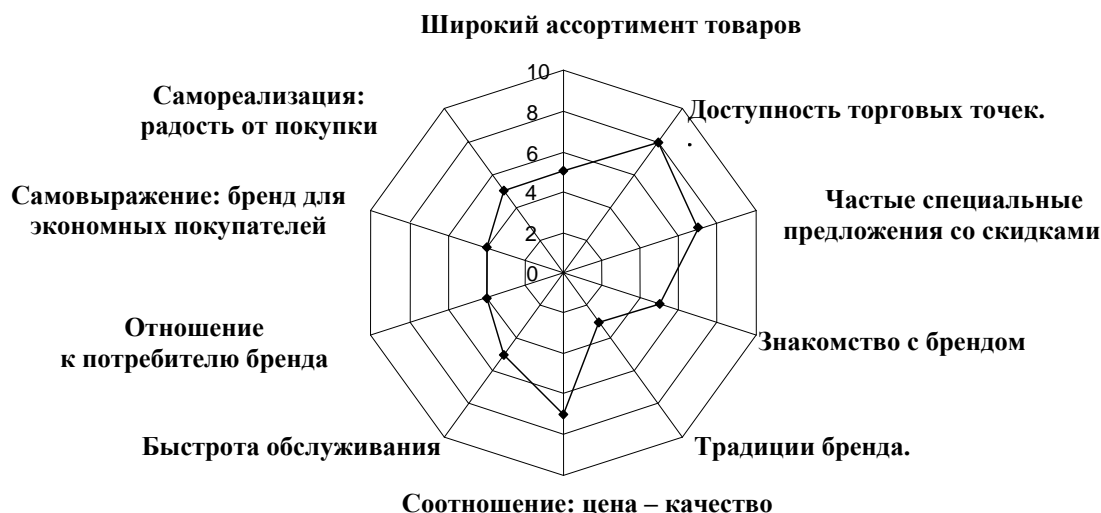 Широкий ассортимент товаров
10
8
6
4
2
0
Доступность торговых точек.
.
Частые специальные
предложения со скидками
Знакомство с брендом
Традиции бренда.
Соотношение: цена – качество
Быстрота обслуживания
Отношение
к потребителю бренда
Самовыражение: бренд для
экономных покупателей
Самореализация:
радость от покупки